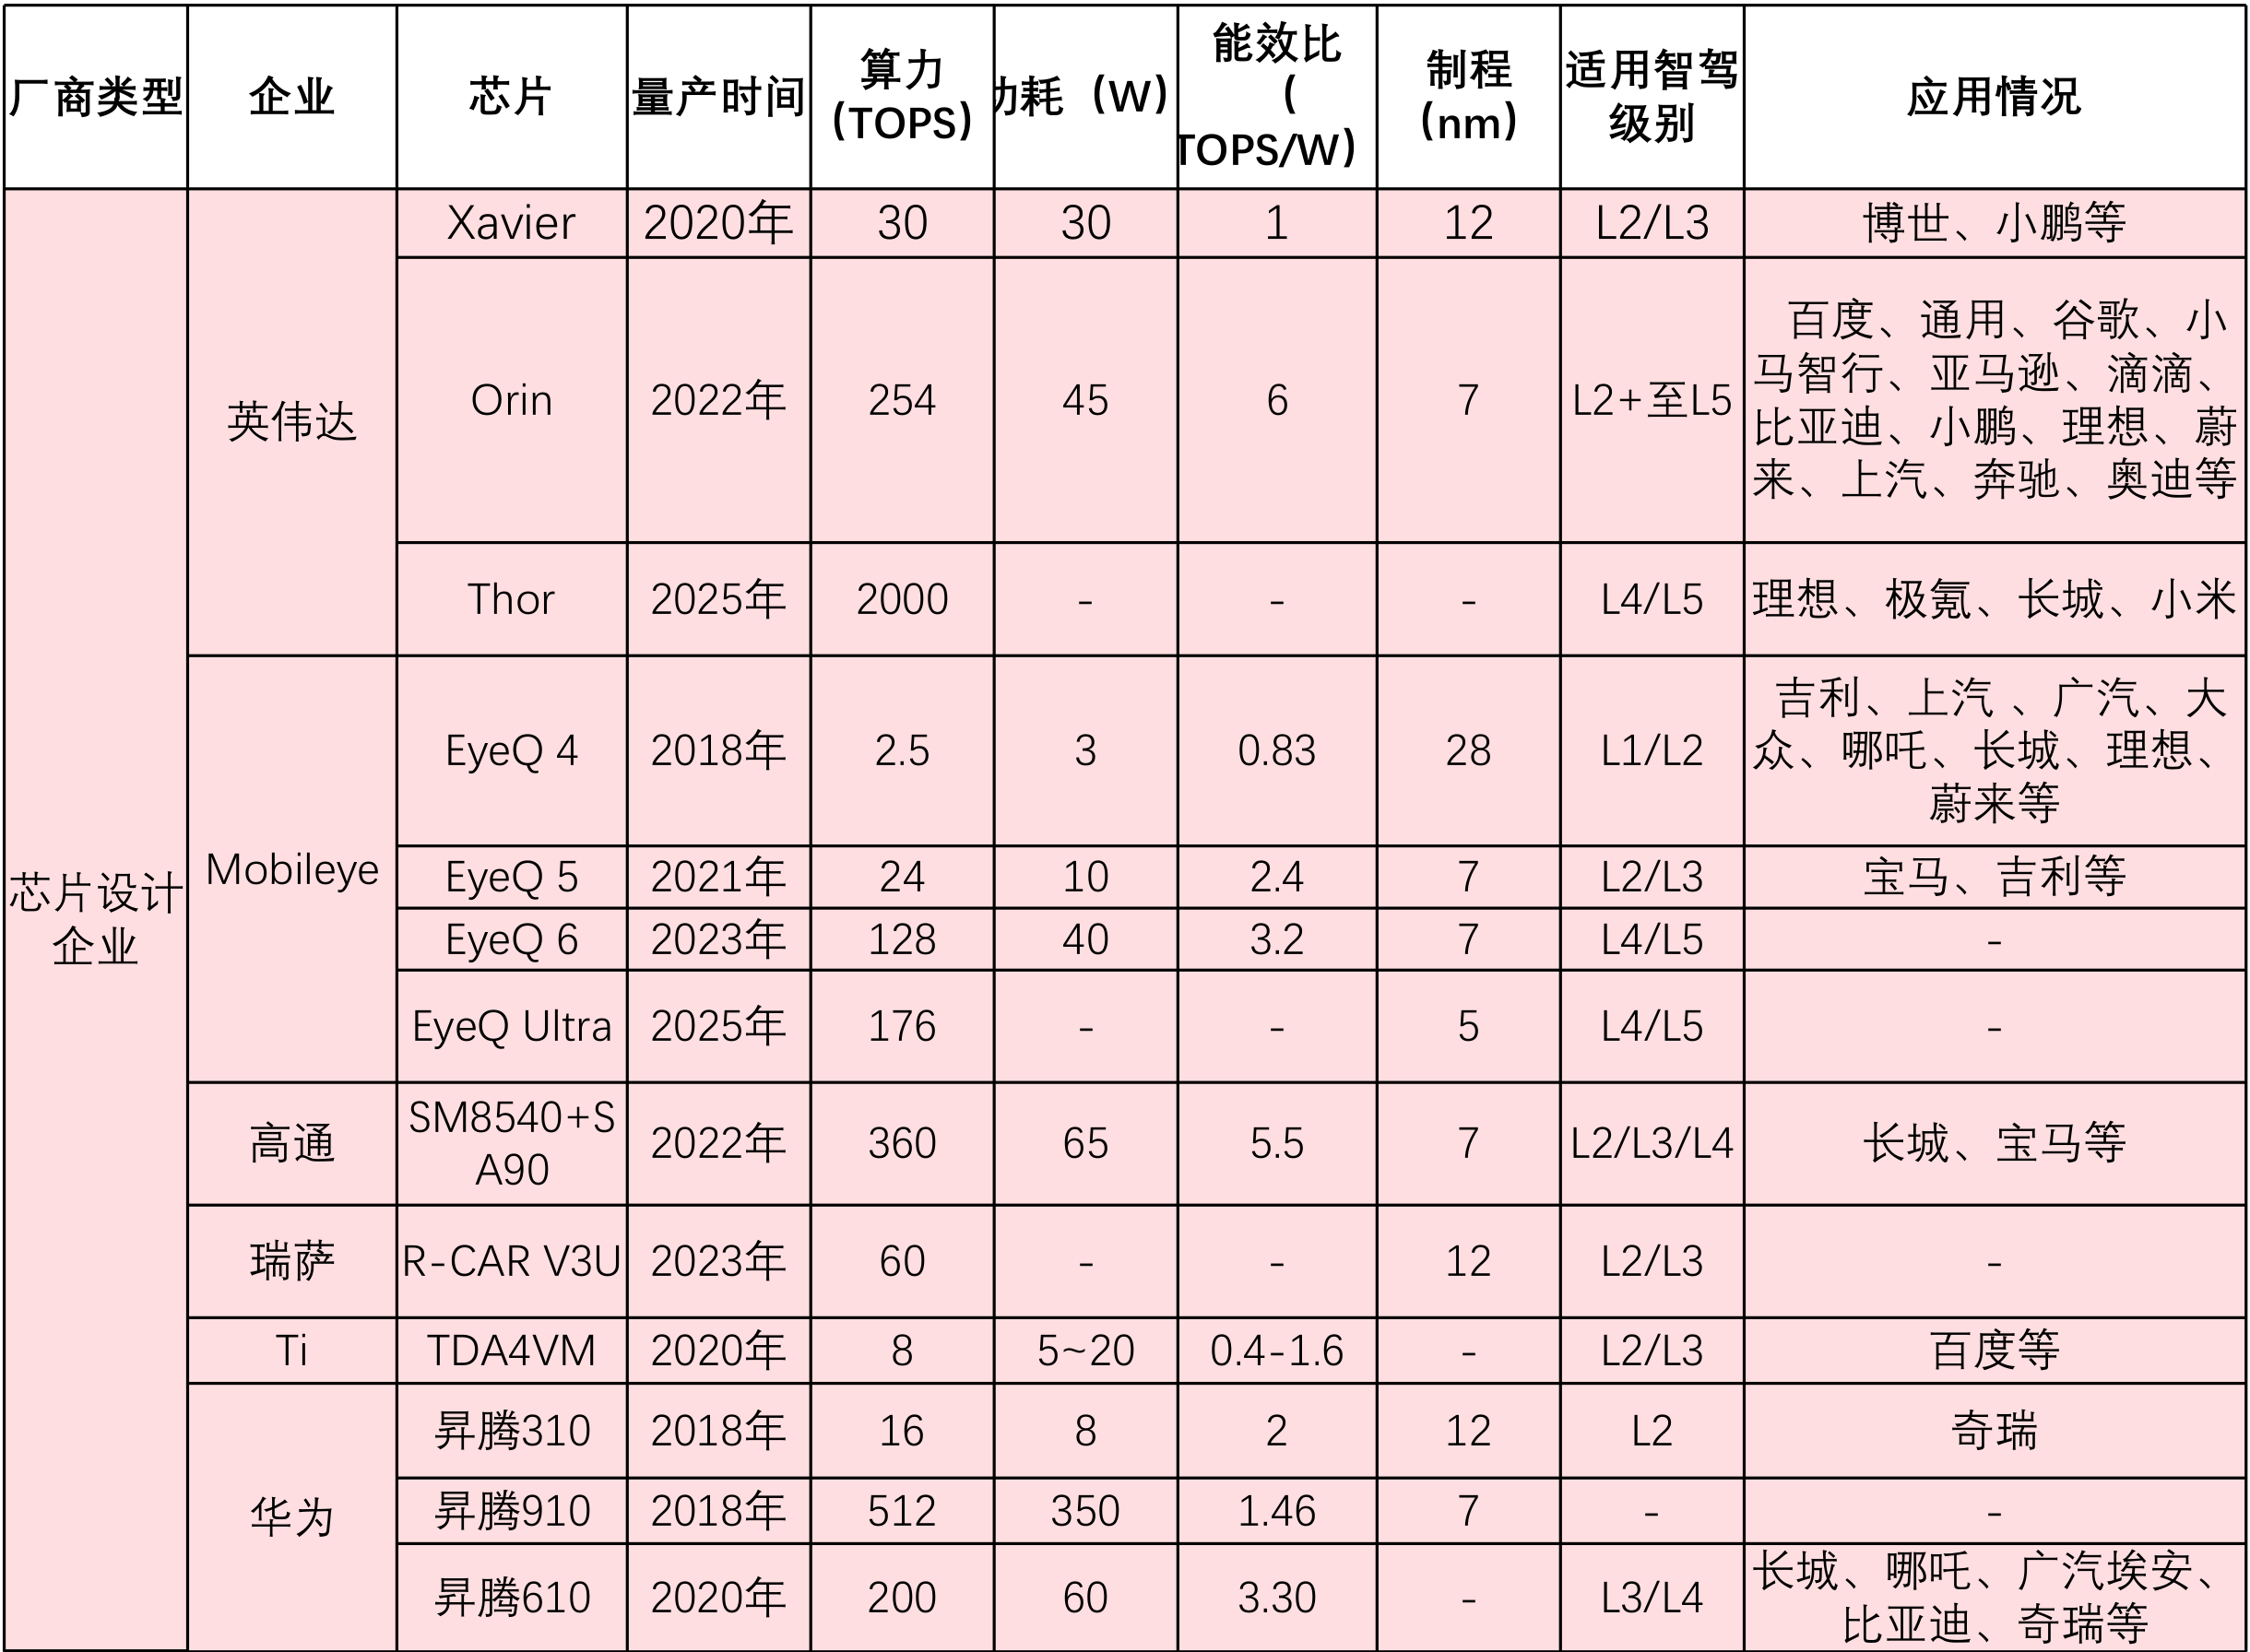 厂商类型 企业 芯片 量产时间 算力 (TOPS) 功耗（W） 能效比 （ TOPS/W） 制程 (nm) 适用智驾 级别 应用情况
芯片设计
企业
英伟达
Xavier 2020年 30 30 1 12 L2/L3 博世、小鹏等
Orin 2022年 254 45 6 7 L2+至L5
百度、通用、谷歌、小
马智行、亚马逊、滴滴、
比亚迪、小鹏、理想、蔚
来、上汽、奔驰、奥迪等
Thor 2025年 2000 - - - L4/L5 理想、极氪、长城、小米
Mobileye
EyeQ 4 2018年 2.5 3 0.83 28 L1/L2
吉利、上汽 、广汽、大
众、哪吒、长城、理想、
蔚来等
EyeQ 5 2021年 24 10 2.4 7 L2/L3 宝马、吉利等
EyeQ 6 2023年 128 40 3.2 7 L4/L5 -
EyeQ Ultra 2025年 176 - - 5 L4/L5 -
高通
SM8540+S
A90
2022年 360 65 5.5 7 L2/L3/L4 长城、宝马等
瑞萨 R-CAR V3U 2023年 60 - - 12 L2/L3 -
Ti TDA4VM 2020年 8 5~20 0.4-1.6 - L2/L3 百度等
华为
昇腾310 2018年 16 8 2 12 L2 奇瑞
昇腾910 2018年 512 350 1.46 7 - -
昇腾610 2020年 200 60 3.30 - L3/L4
长城、哪吒、广汽埃安、
比亚迪、奇瑞等